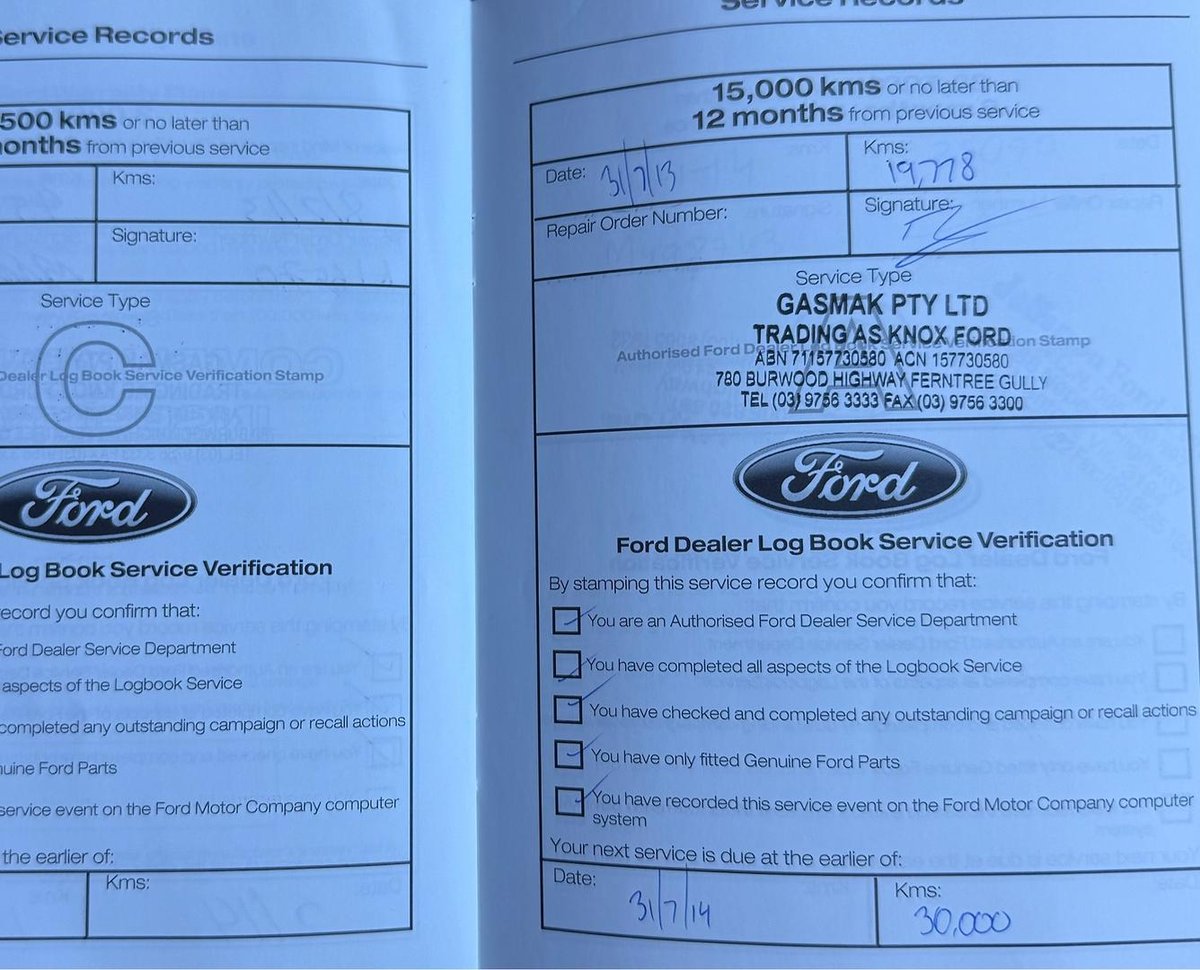 Service Records
500 kms or no later than
onths from previous service
Kms:
Signature:
Service Type
C
Dealer Log Book Service Verification Stamp
Ford
Log Book Service Verification
ecord you confirm that:
Ford Dealer Service Department
aspects of the Logbook Service
completed any outstanding campaign or recall actions
nuine Ford Parts
service event on the Ford Motor Company computer
the earlier of:
Kms:
Service Records
15,000 kms or no later than
12 months from previous service
Date: 31/7/13
Kms: 19,778
Repair Order Number:
Signature:
Service Type
A
GASMAK PTY LTD
TRADING AS KNOX FORD
Authorised Ford Dealer Log Book Service Verification Stamp
ABN 71157730580 ACN 157730580
780 BURWOOD HIGHWAY FERNTREE GULLY
TEL (03) 9756 3333 FAX (03) 9756 3300
Ford
Ford Dealer Log Book Service Verification
By stamping this service record you confirm that:
You are an Authorised Ford Dealer Service Department
You have completed all aspects of the Logbook Service
You have checked and completed any outstanding campaign or recall actions
You have only fitted Genuine Ford Parts
You have recorded this service event on the Ford Motor Company computer
system
Your next service is due at the earlier of:
Date: 31/7/14
Kms: 30,000